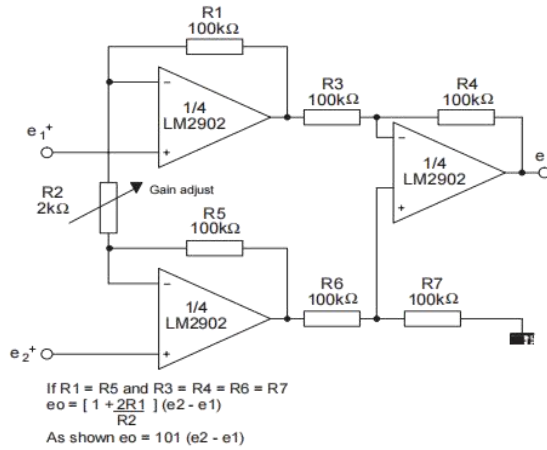 R1
100kΩ
1/4
LM2902
R3
100kΩ
R4
100kΩ
e1+
R2
2kΩ
Gain adjust
1/4
LM2902
e
R5
100kΩ
1/4
LM2902
R6
100kΩ
R7
100kΩ
e2+
If R1 = R5 and R3 = R4 = R6 = R7
eo = [ 1 + 2R1 ] (e2 - e1)
R2
As shown eo = 101 (e2 - e1)